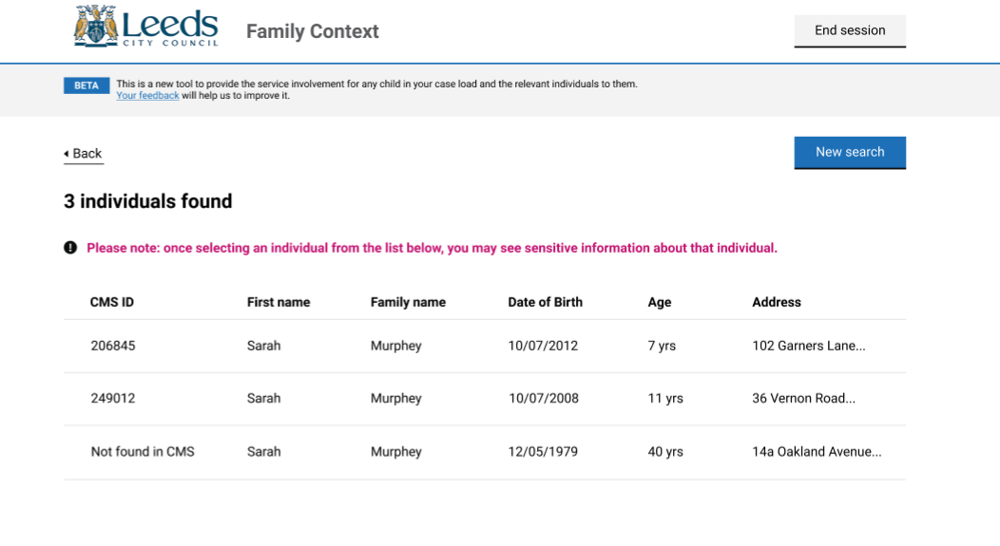 Leeds
CITY COUNCIL
Family Context
End session
BETA
This is a new tool to provide the service involvement for any child in your case load and the relevant individuals to them.
Your feedback will help us to improve it.
Back
New search
3 individuals found
Please note: once selecting an individual from the list below, you may see sensitive information about that individual.
CMS ID First name Family name Date of Birth Age Address
206845 Sarah Murphey 10/07/2012 7 yrs 102 Garners Lane...
249012 Sarah Murphey 10/07/2008 11 yrs 36 Vernon Road...
Not found in CMS Sarah Murphey 12/05/1979 40 yrs 14a Oakland Avenue...